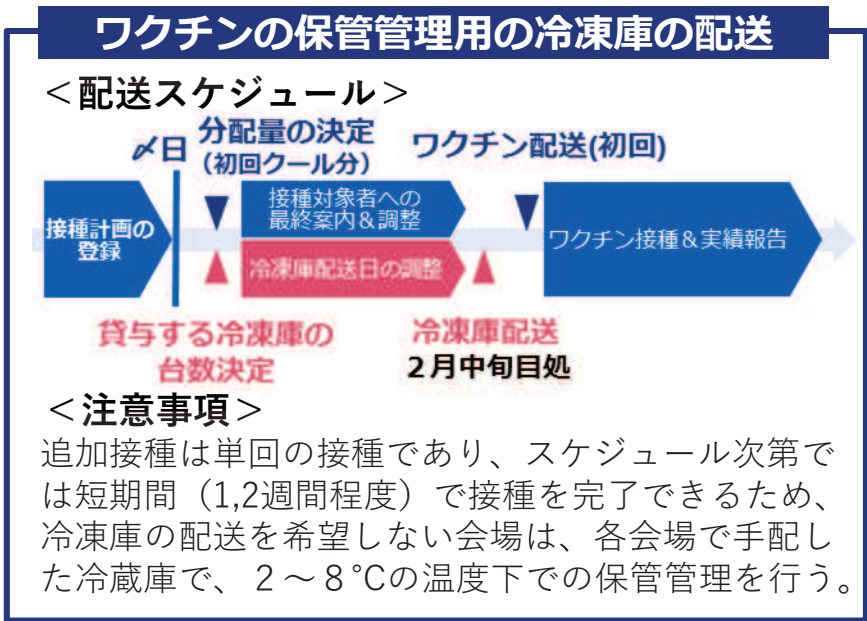 ワクチンの保管管理用の冷凍庫の配送
＜配送スケジュール＞
〆日
分配量の決定
（初回クール分）
ワクチン配送(初回)
接種計画の
登録
接種対象者への
最終案内＆調整
冷凍庫配送日の調整
ワクチン接種＆実績報告
貸与する冷凍庫の
台数決定
冷凍庫配送
２月中旬目処
＜注意事項＞
追加接種は単回の接種であり、スケジュール次第で
は短期間（1,2週間程度）で接種を完了できるため、
冷凍庫の配送を希望しない会場は、各会場で手配し
た冷蔵庫で、２～８℃の温度下での保管管理を行う。